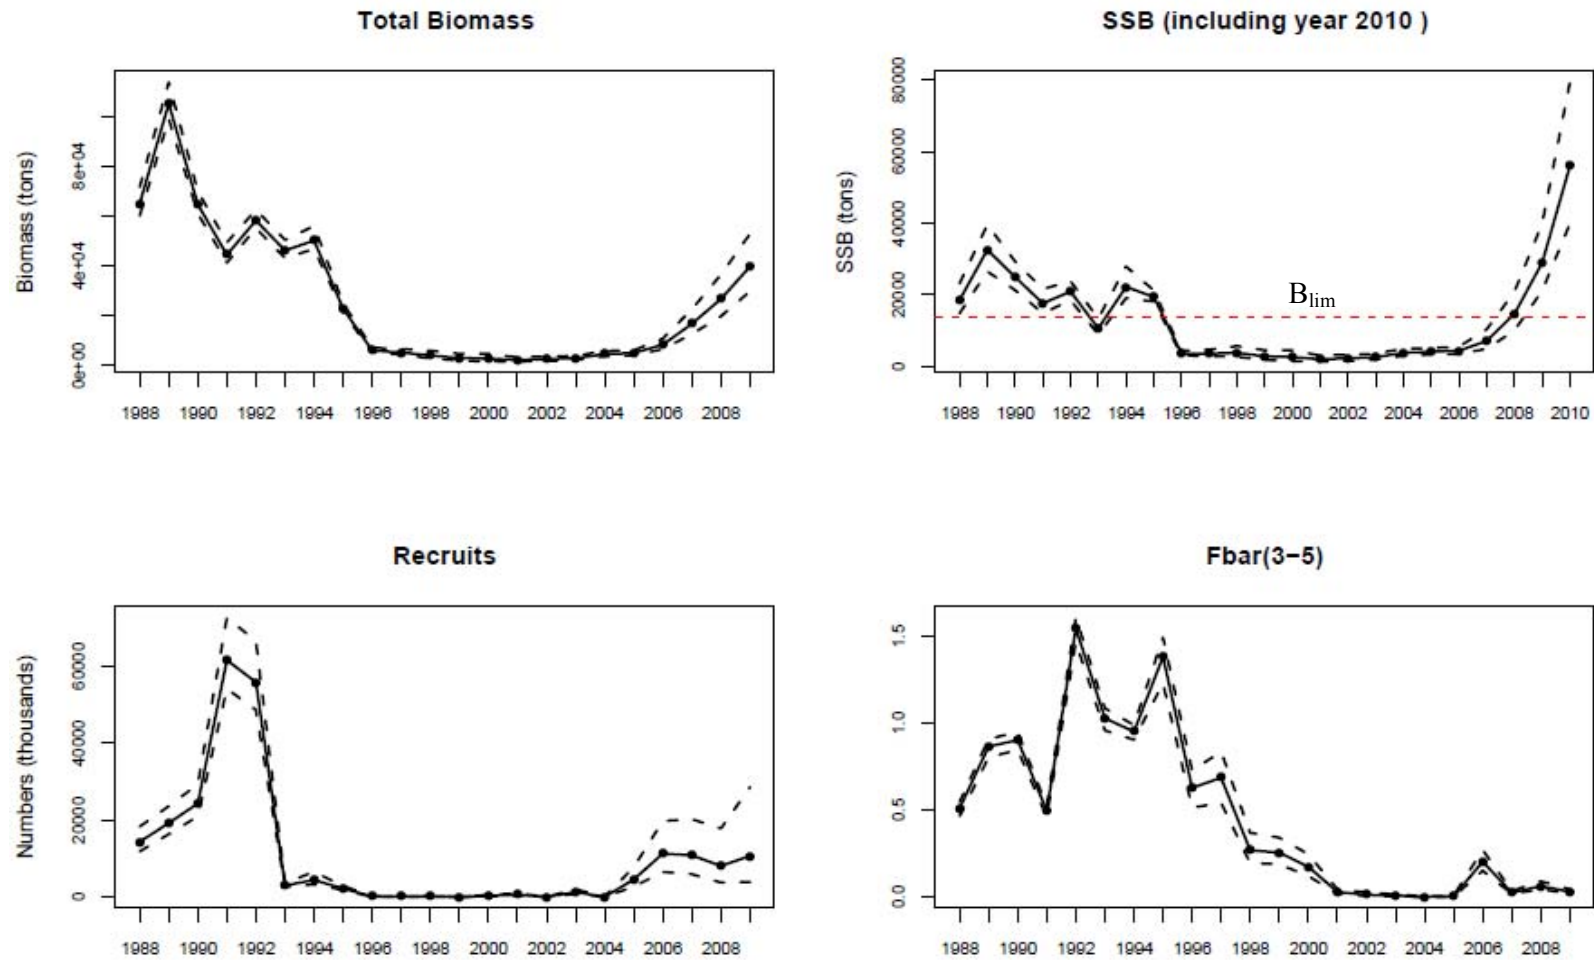 Total Biomass
Biomass (tons)
0e+00 4e+04 8e+04
1988 1990 1992 1994 1996 1998 2000 2002 2004 2006 2008
SSB (including year 2010 )
SSB (tons)
0 20000 40000 60000 80000
Blim
1988 1990 1992 1994 1996 1998 2000 2002 2004 2006 2008 2010
Recruits
Numbers (thousands)
0 20000 40000 60000
1988 1990 1992 1994 1996 1998 2000 2002 2004 2006 2008
Fbar(3−5)
0.0 0.5 1.0 1.5
1988 1990 1992 1994 1996 1998 2000 2002 2004 2006 2008